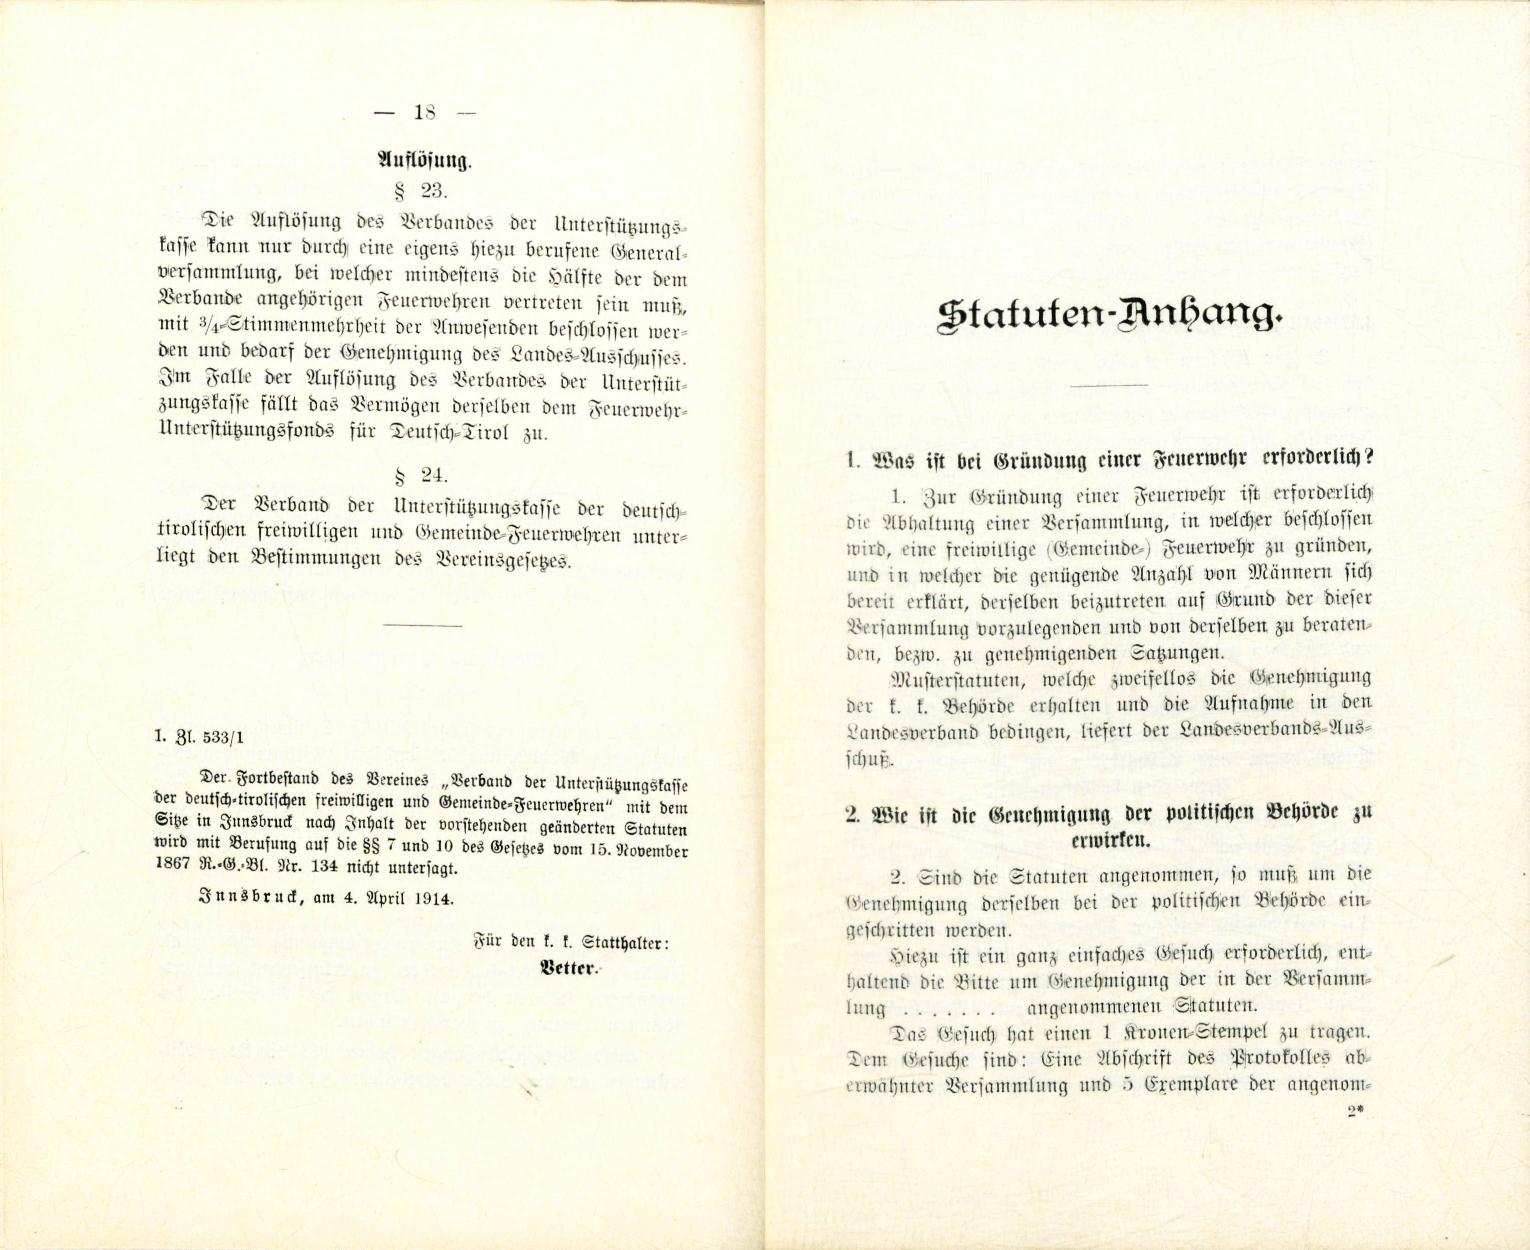 — 18 —
Auflösung.
§ 23.
Die Auflösung des Verbandes der Unterstützungs-
kasse kann nur durch eine eigens hiezu berufene General-
versammlung, bei welcher mindestens die Hälfte der dem
Verbande angehörigen Feuerwehren vertreten sein muß,
mit 3/4-Stimmenmehrheit der Anwesenden beschlossen wer-
den und bedarf der Genehmigung des Landes-Ausschusses.
Im Falle der Auflösung des Verbandes der Unterstüt-
zungskasse fällt das Vermögen derselben dem Feuerwehr-
Unterstützungsfonds für Deutsch-Tirol zu.
§ 24.
Der Verband der Unterstützungskasse der deutsch-
tirolischen freiwilligen und Gemeinde-Feuerwehren unter-
liegt den Bestimmungen des Vereinsgesetzes.
I. Zl. 533/1
Der Fortbestand des Vereines „Verband der Unterstützungskasse
der deutsch-tirolischen freiwilligen und Gemeinde-Feuerwehren“ mit dem
Sitze in Innsbruck nach Inhalt der vorstehenden geänderten Statuten
wird mit Berufung auf die §§ 7 und 10 des Gesetzes vom 15. November
1867 R.-G.-Bl. Nr. 134 nicht untersagt.
Innsbruck, am 4. April 1914.
Für den k. k. Statthalter:
Vetter.
Statuten-Anhang.
1. Was ist bei Gründung einer Feuerwehr erforderlich?
1. Zur Gründung einer Feuerwehr ist erforderlich
die Abhaltung einer Versammlung, in welcher beschlossen
wird, eine freiwillige (Gemeinde-) Feuerwehr zu gründen,
und in welcher die genügende Anzahl von Männern sich
bereit erklärt, derselben beizutreten auf Grund der dieser
Versammlung vorzulegenden und von derselben zu beraten-
den, bezw. zu genehmigenden Satzungen.
Musterstatuten, welche zweifellos die Genehmigung
der k. k. Behörde erhalten und die Aufnahme in den
Landesverband bedingen, liefert der Landesverbands-Aus-
schuß.
2. Wie ist die Genehmigung der politischen Behörde zu
erwirken.
2. Sind die Statuten angenommen, so muß um die
Genehmigung derselben bei der politischen Behörde ein-
geschritten werden.
Hiezu ist ein ganz einfaches Gesuch erforderlich, ent-
haltend die Bitte um Genehmigung der in der Versamm-
lung . . . . . . . angenommenen Statuten.
Das Gesuch hat einen 1 Kronen-Stempel zu tragen.
Dem Gesuche sind: Eine Abschrift des Protokolles ab-
erwähnter Versammlung und 5 Exemplare der angenom-
2*